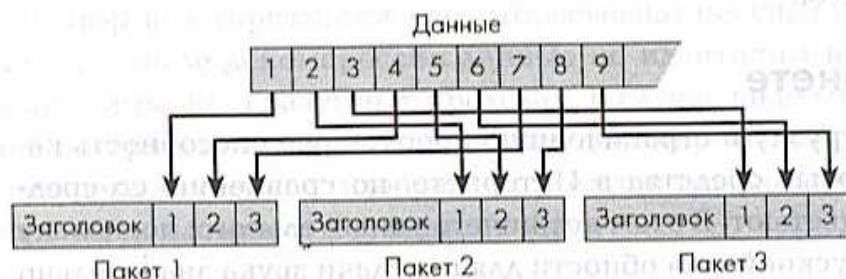 Данные
1 2 3 4 5 6 7 8 9
Заголовок 1 2 3 Заголовок 1 2 3 Заголовок 1 2 3
Пакет 1 Пакет 2 Пакет 3